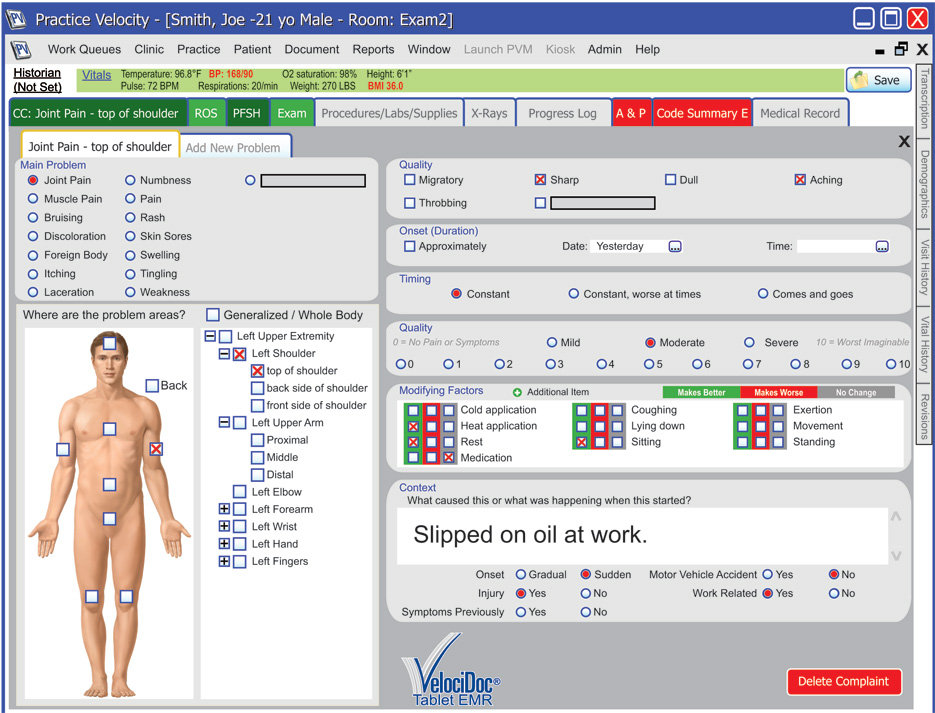 Practice Velocity - [Smith, Joe -21 yo Male - Room: Exam2]
Work Queues Clinic Practice Patient Document Reports Window Launch PVM Kiosk Admin Help
Historian
(Not Set)
Vitals
Temperature: 96.8°F BP: 168/90 O2 saturation: 98% Height: 6'1"
Pulse: 72 BPM Respirations: 20/min Weight: 270 LBS BMI 36.0
Save
CC: Joint Pain - top of shoulder ROS PFSH Exam Procedures/Labs/Supplies X-Rays Progress Log A & P Code Summary E Medical Record
Transcription
Demographics
Visit History
Vital History
Revisions
Joint Pain - top of shoulder Add New Problem X
Main Problem
Joint Pain Numbness
Muscle Pain Pain
Bruising Rash
Discoloration Skin Sores
Foreign Body Swelling
Itching Tingling
Laceration Weakness
Where are the problem areas? Generalized / Whole Body
Back
Left Upper Extremity
Left Shoulder
top of shoulder
back side of shoulder
front side of shoulder
Left Upper Arm
Proximal
Middle
Distal
Left Elbow
Left Forearm
Left Wrist
Left Hand
Left Fingers
Quality
Migratory Sharp Dull Aching
Throbbing
Onset (Duration)
Approximately Date: Yesterday ... Time: ...
Timing
Constant Constant, worse at times Comes and goes
Quality
0 = No Pain or Symptoms Mild Moderate Severe 10 = Worst Imaginable
0 1 2 3 4 5 6 7 8 9 10
Modifying Factors Additional Item Makes Better Makes Worse No Change
Cold application Coughing Exertion
Heat application Lying down Movement
Rest Sitting Standing
Medication
Context
What caused this or what was happening when this started?
Slipped on oil at work.
Onset Gradual Sudden Motor Vehicle Accident Yes No
Injury Yes No Work Related Yes No
Symptoms Previously Yes No
VelociDoc®
Tablet EMR
Delete Complaint